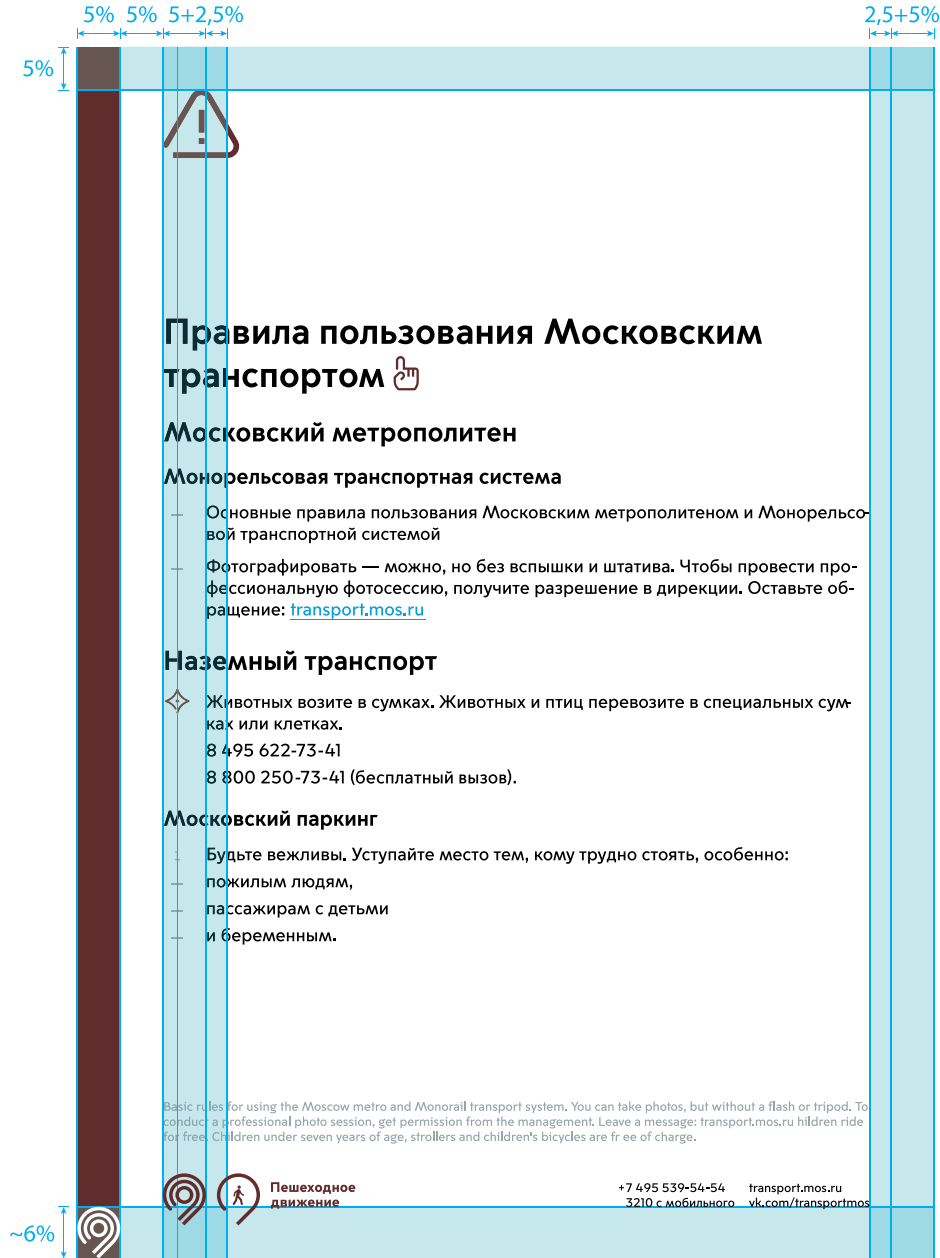 5% 5% 5+2,5% 2,5+5%
5%
Правила пользования Московским
транспортом
Московский метрополитен
Монорельсовая транспортная система
— Основные правила пользования Московским метрополитеном и Монорельсо-
вой транспортной системой
— Фотографировать — можно, но без вспышки и штатива. Чтобы провести про-
фессиональную фотосессию, получите разрешение в дирекции. Оставьте об-
ращение: transport.mos.ru
Наземный транспорт
Животных возите в сумках. Животных и птиц перевозите в специальных сум-
ках или клетках.
8 495 622-73-41
8 800 250-73-41 (бесплатный вызов).
Московский паркинг
1 Будьте вежливы. Уступайте место тем, кому трудно стоять, особенно:
— пожилым людям,
— пассажирам с детьми
— и беременным.
Basic rules for using the Moscow metro and Monorail transport system. You can take photos, but without a flash or tripod. To
conduct a professional photo session, get permission from the management. Leave a message: transport.mos.ru hildren ride
for free. Children under seven years of age, strollers and children's bicycles are fr ee of charge.
Пешеходное
движение
+7 495 539-54-54 transport.mos.ru
3210 с мобильного vk.com/transportmos
~6%